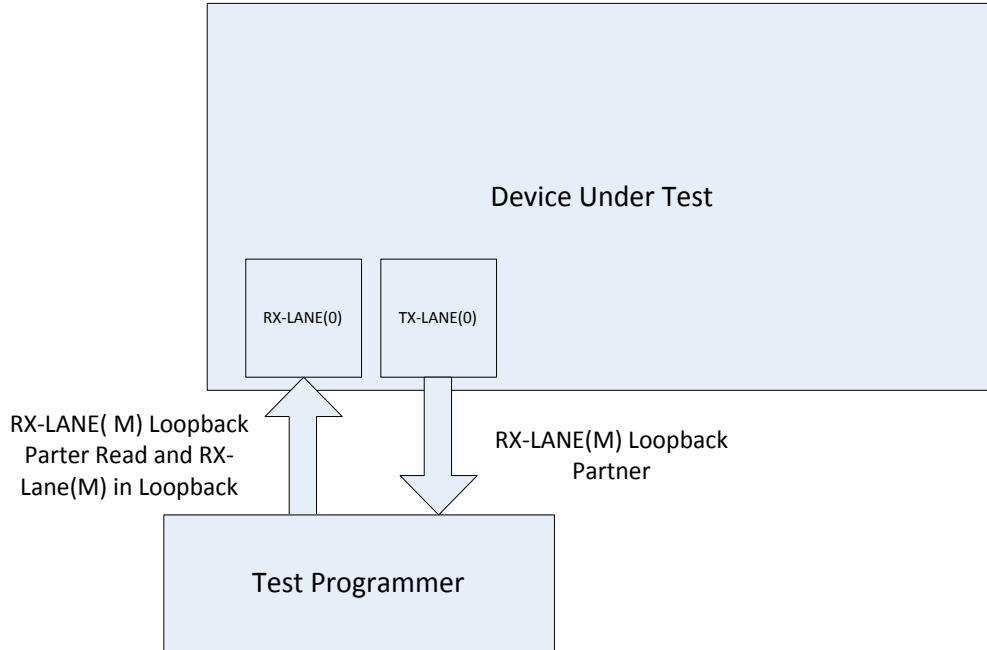 Device Under Test
RX-LANE(0)
TX-LANE(0)
RX-LANE( M) Loopback
Parter Read and RX-
Lane(M) in Loopback
RX-LANE(M) Loopback
Partner
Test Programmer